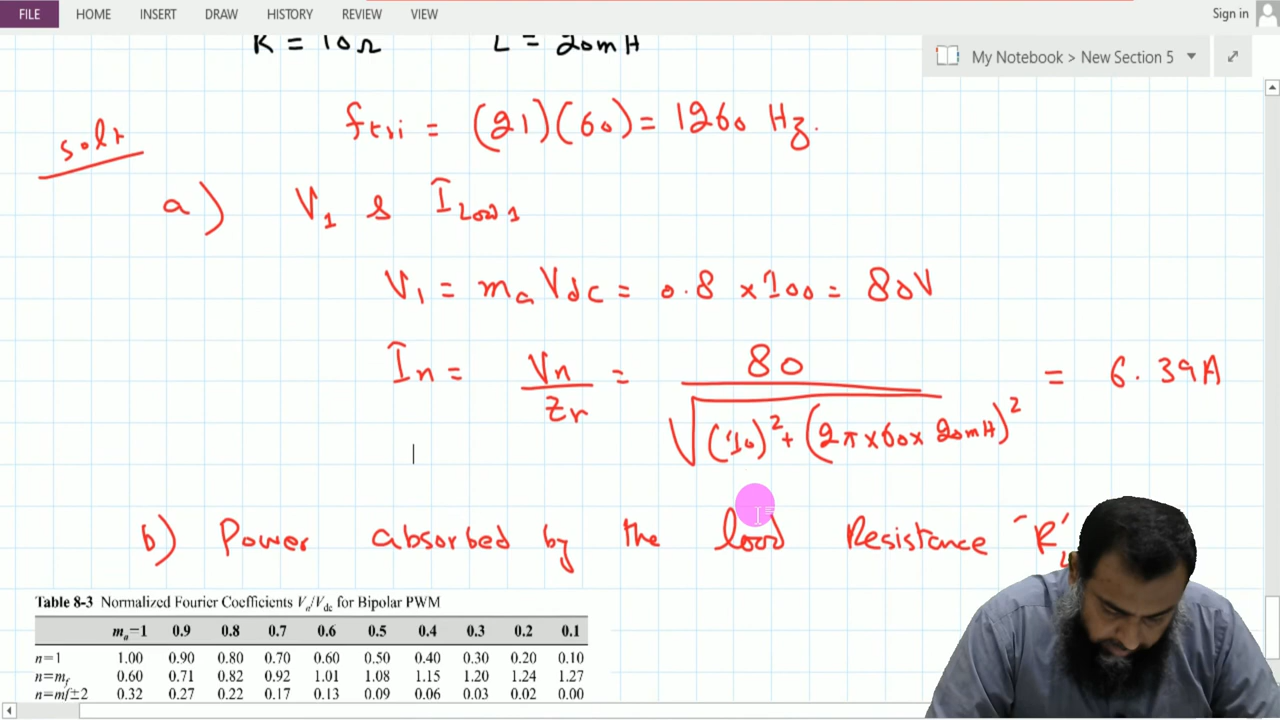 FILE HOME INSERT DRAW HISTORY REVIEW VIEW Sign in
My Notebook > New Section 5
R = 10Ω L = 20mH
soln
ftri = (21)(60) = 1260 Hz.
a) V1 & ILoad1
V1 = ma Vdc = 0.8 x 100 = 80V
In = Vn / Zn = 80 / √(10)² + (2π x 60 x 20mH)² = 6.39A
b) Power absorbed by the load Resistance "RL
Table 8-3 Normalized Fourier Coefficients Vn/Vdc for Bipolar PWM
ma=1 0.9 0.8 0.7 0.6 0.5 0.4 0.3 0.2 0.1
n=1 1.00 0.90 0.80 0.70 0.60 0.50 0.40 0.30 0.20 0.10
n=mf 0.60 0.71 0.82 0.92 1.01 1.08 1.15 1.20 1.24 1.27
n=mf±2 0.32 0.27 0.22 0.17 0.13 0.09 0.06 0.03 0.02 0.00